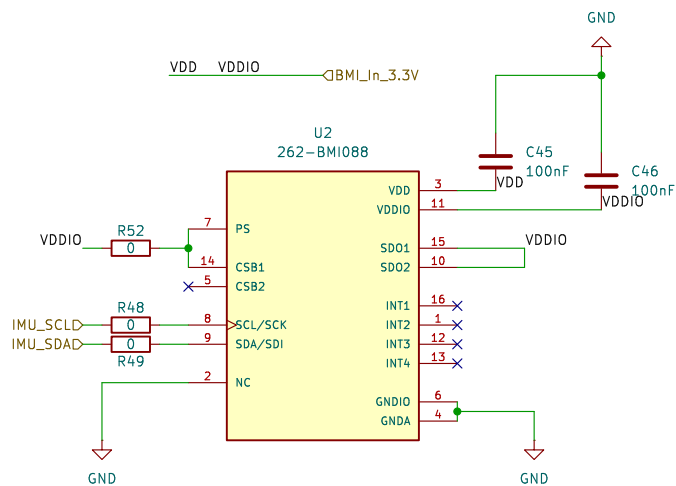 GND
VDD VDDIO BMI_In_3.3V
U2
262-BMI088
C45
100nF
C46
100nF
VDD
VDDIO
3 VDD
11 VDDIO
7 PS
R52
VDDIO 0
14 CSB1
5 CSB2
15 SDO1
10 SDO2
VDDIO
R48
IMU_SCL 0 8 SCL/SCK
IMU_SDA 0 9 SDA/SDI
R49
INT1 16
INT2 1
INT3 12
INT4 13
2 NC
GNDIO 6
GNDA 4
GND
GND